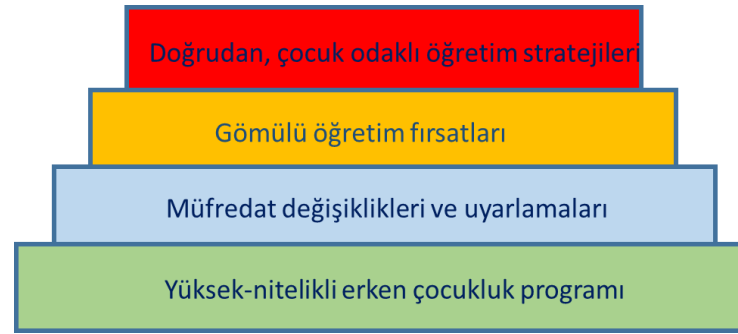 Doğrudan, çocuk odaklı öğretim stratejileri
Gömülü öğretim fırsatları
Müfredat değişiklikleri ve uyarlamaları
Yüksek-nitelikli erken çocukluk programı